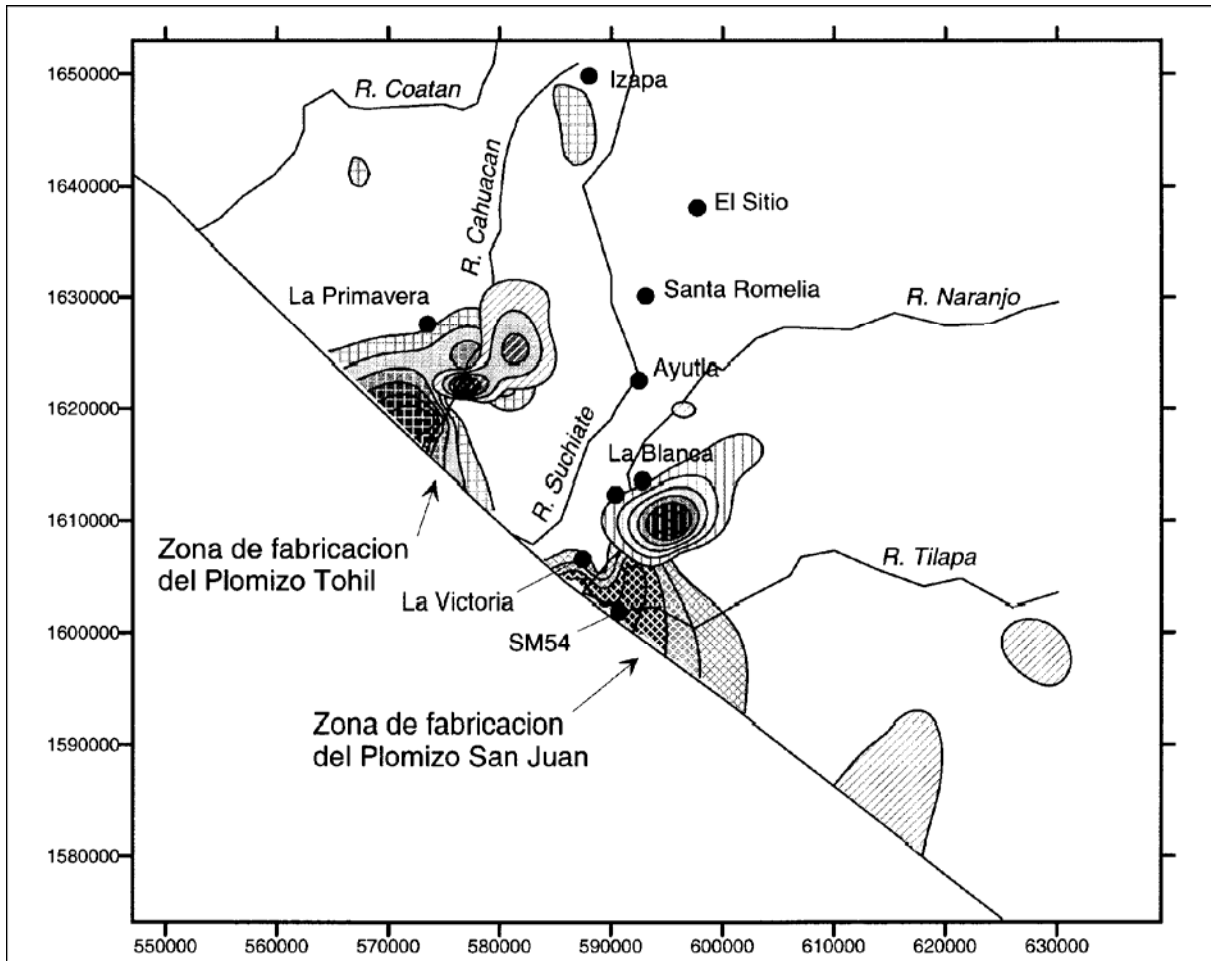 1650000
1640000
1630000
1620000
1610000
1600000
1590000
1580000
R. Coatan
Izapa
R. Cahuacan
El Sitio
La Primavera
Santa Romelia
R. Naranjo
Ayutla
R. Suchiate
La Blanca
Zona de fabricacion
del Plomizo Tohil
R. Tilapa
La Victoria
SM54
Zona de fabricacion
del Plomizo San Juan
550000 560000 570000 580000 590000 600000 610000 620000 630000